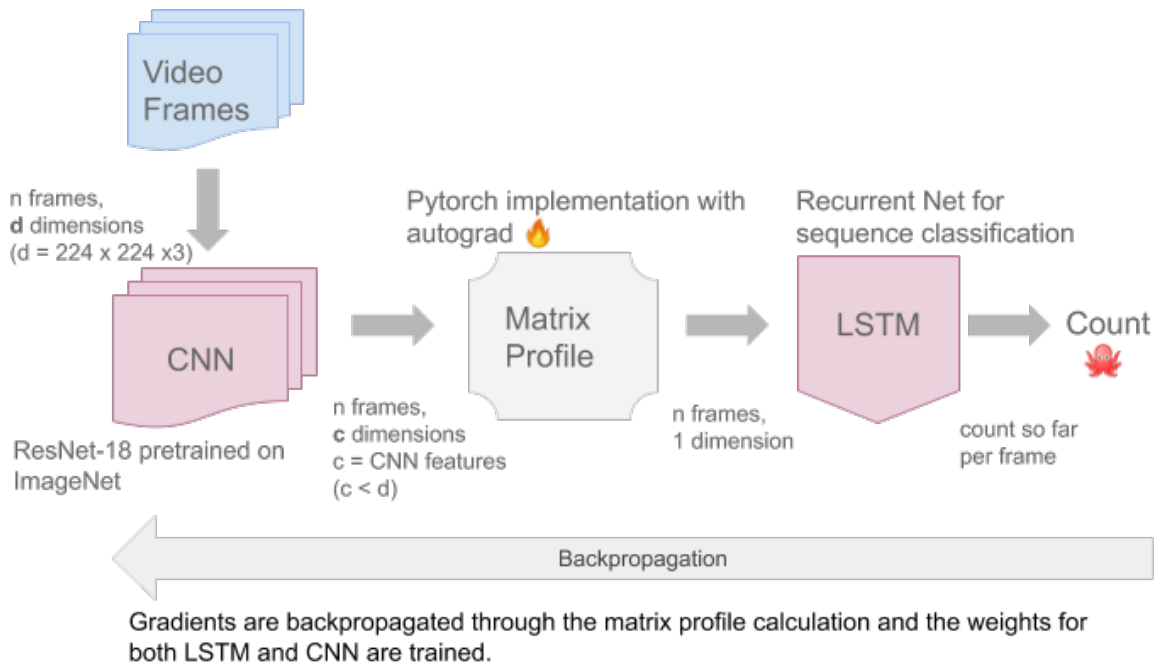 Video
Frames
n frames,
d dimensions
(d = 224 x 224 x3)
CNN
ResNet-18 pretrained on
ImageNet
n frames,
c dimensions
c = CNN features
(c < d)
Pytorch implementation with
autograd 🔥
Matrix
Profile
n frames,
1 dimension
Recurrent Net for
sequence classification
LSTM
Count
🐙
count so far
per frame
Backpropagation
Gradients are backpropagated through the matrix profile calculation and the weights for
both LSTM and CNN are trained.